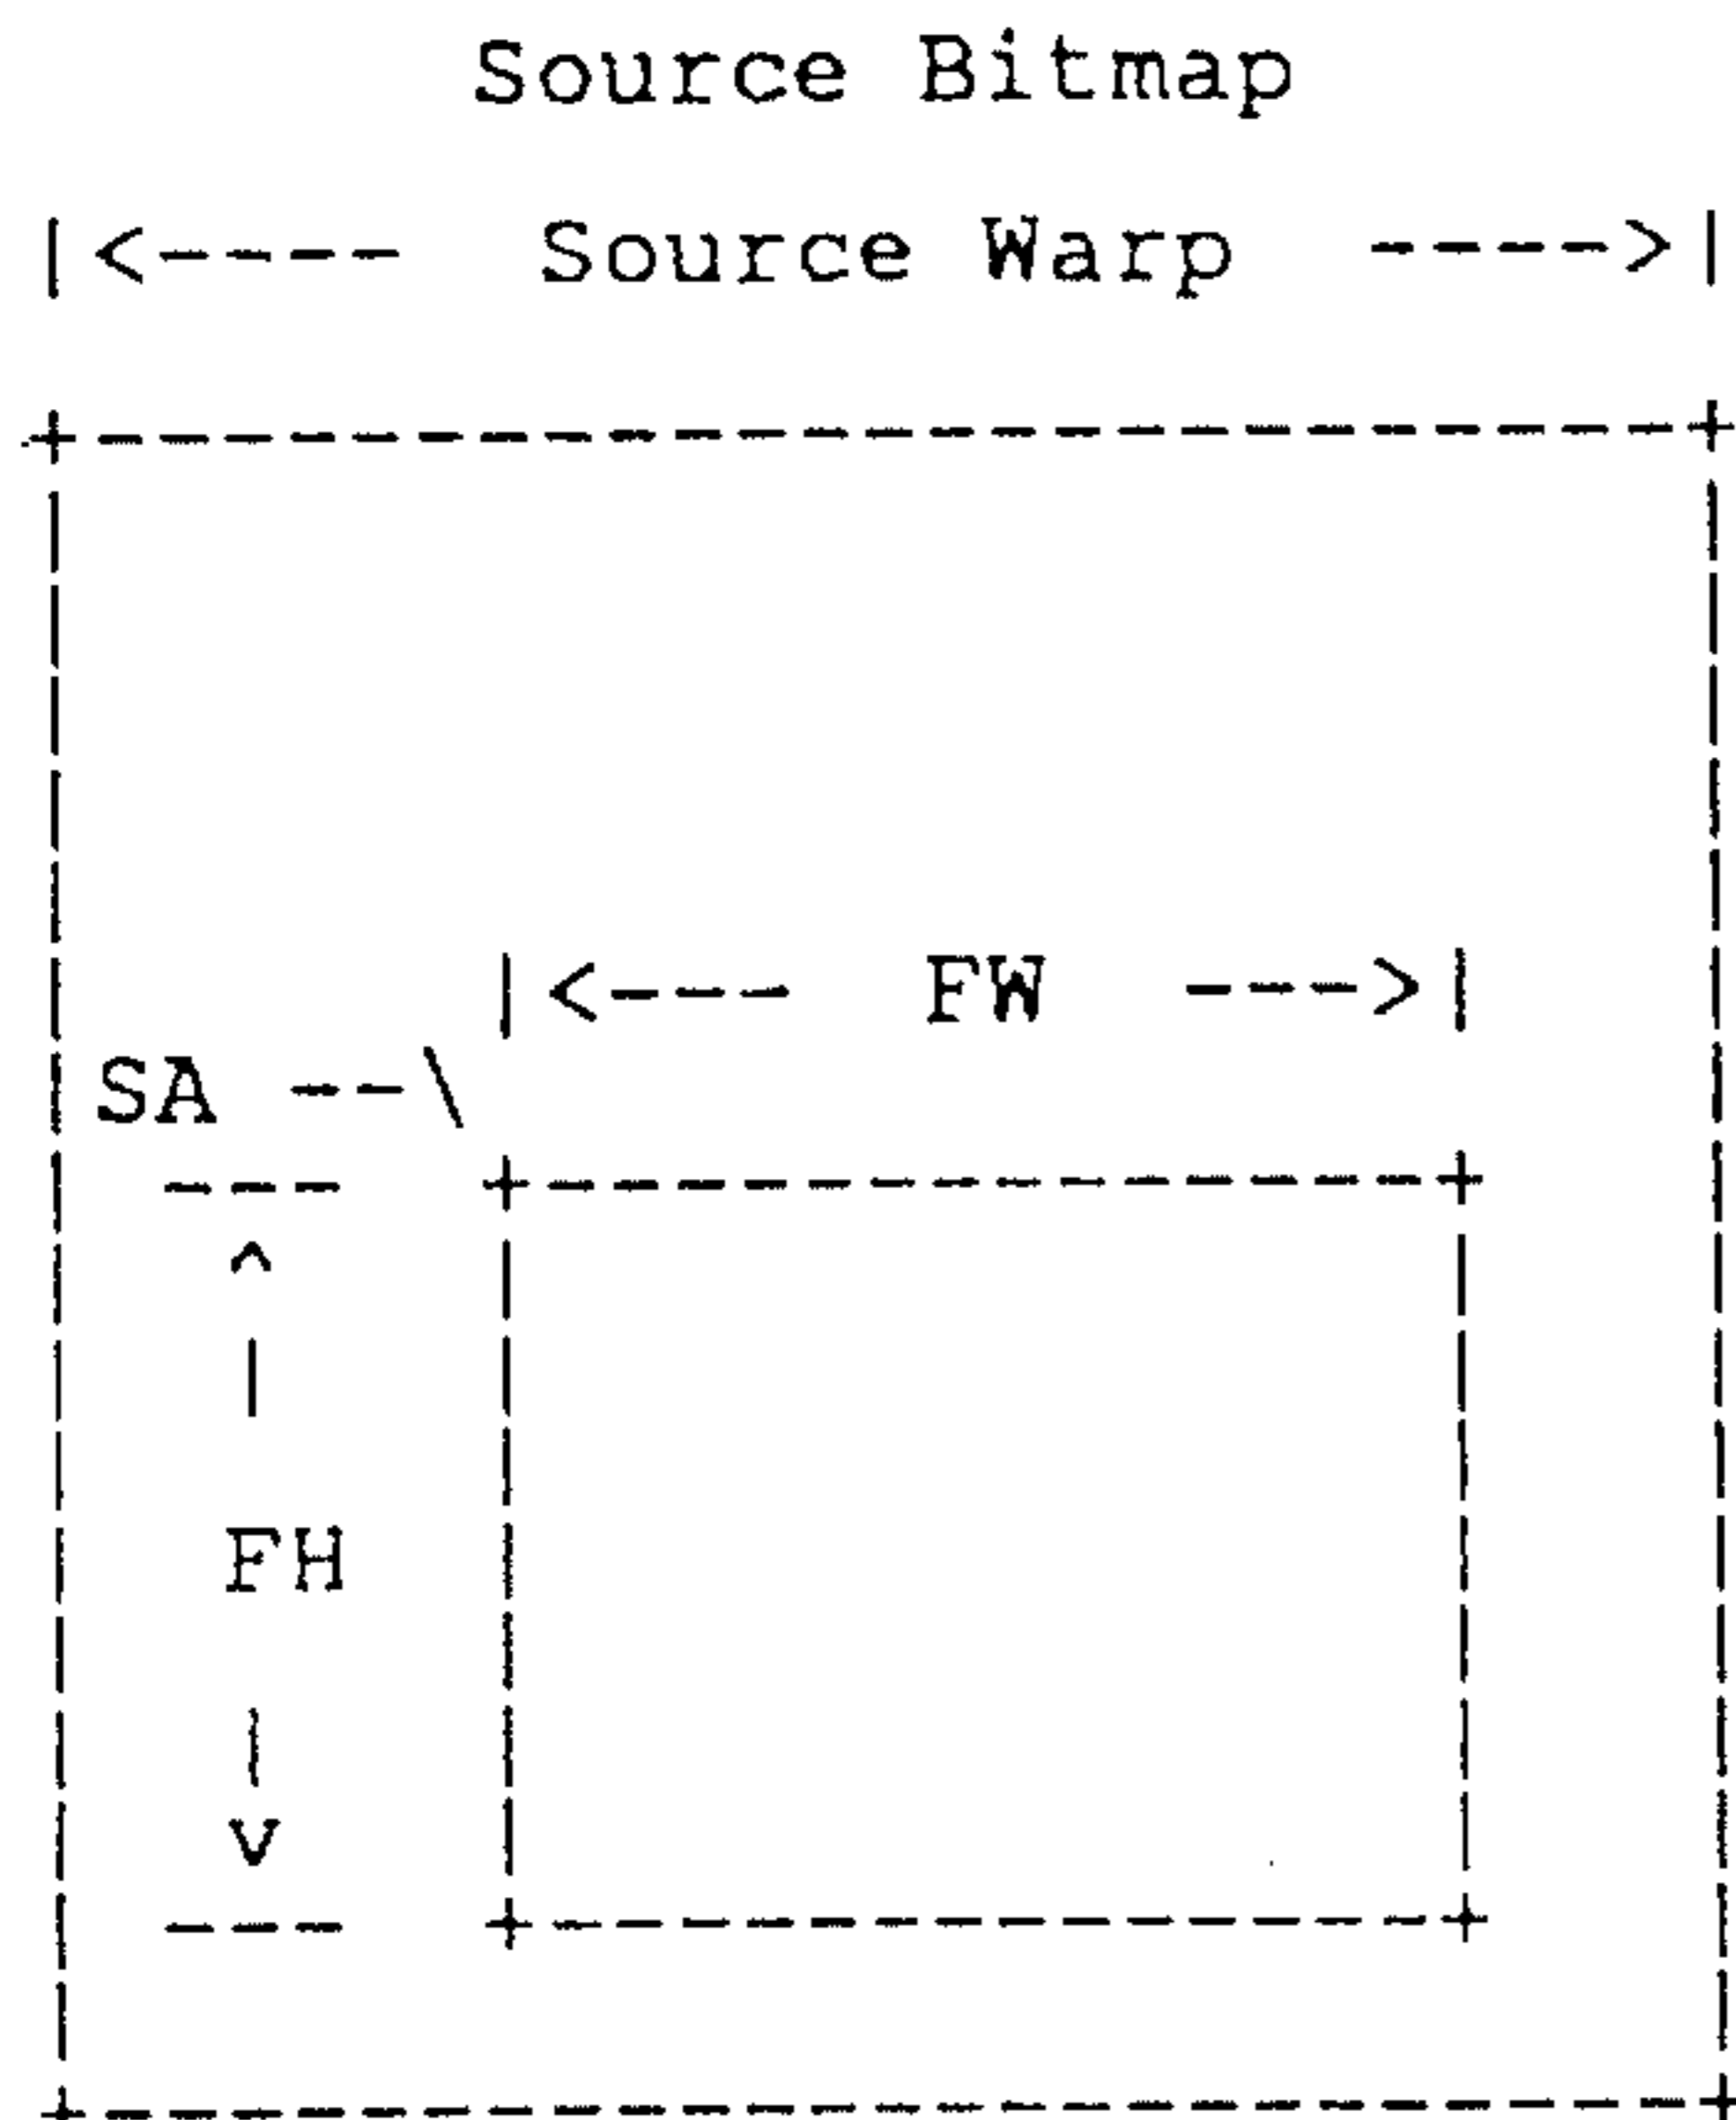 Source Bitmap
|<---- Source Warp ---->|
|<--- FW --->|
SA --\
FH